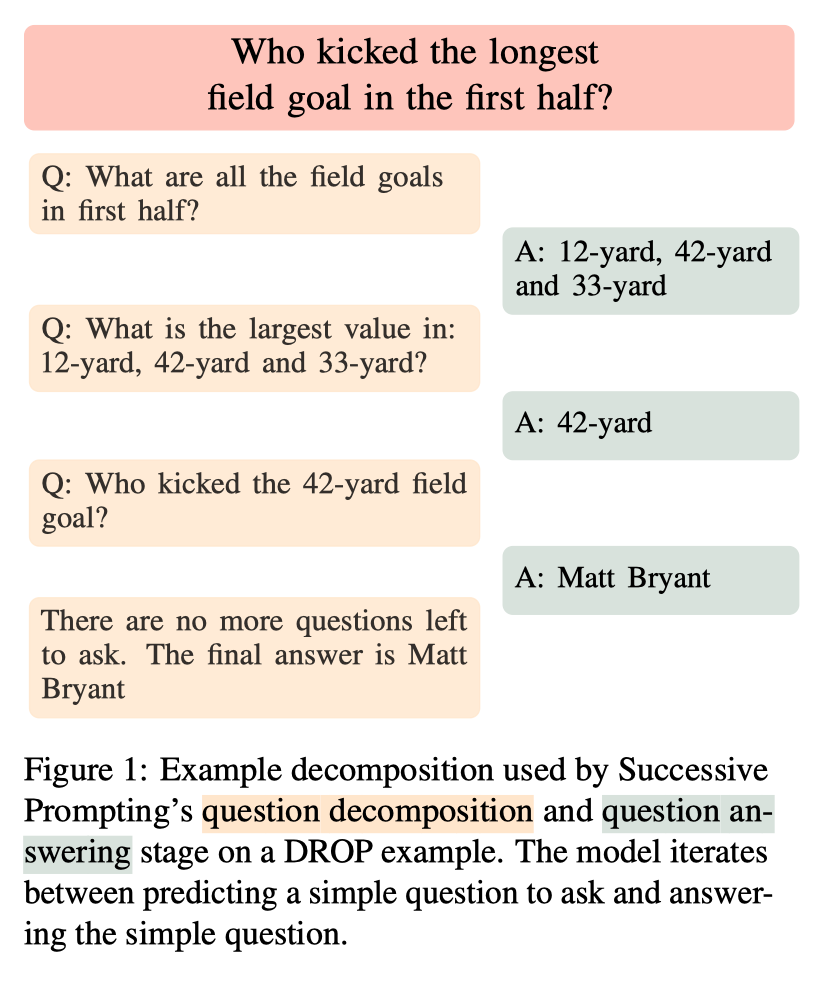 Who kicked the longest
field goal in the first half?
Q: What are all the field goals
in first half?
A: 12-yard, 42-yard
and 33-yard
Q: What is the largest value in:
12-yard, 42-yard and 33-yard?
A: 42-yard
Q: Who kicked the 42-yard field
goal?
A: Matt Bryant
There are no more questions left
to ask. The final answer is Matt
Bryant
Figure 1: Example decomposition used by Successive
Prompting’s question decomposition and question an-
swering stage on a DROP example. The model iterates
between predicting a simple question to ask and answer-
ing the simple question.